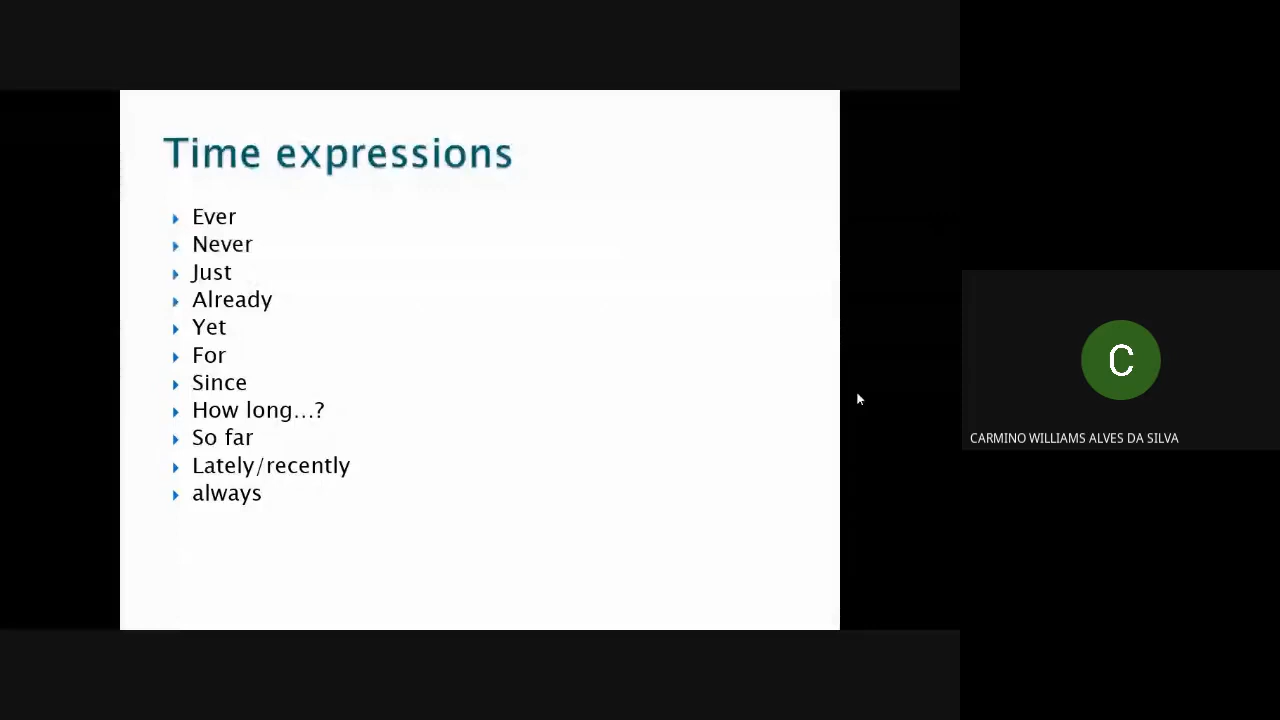 Time expressions
Ever
Never
Just
Already
Yet
For
Since
How long...?
So far
Lately/recently
always
C
CARMINO WILLIAMS ALVES DA SILVA